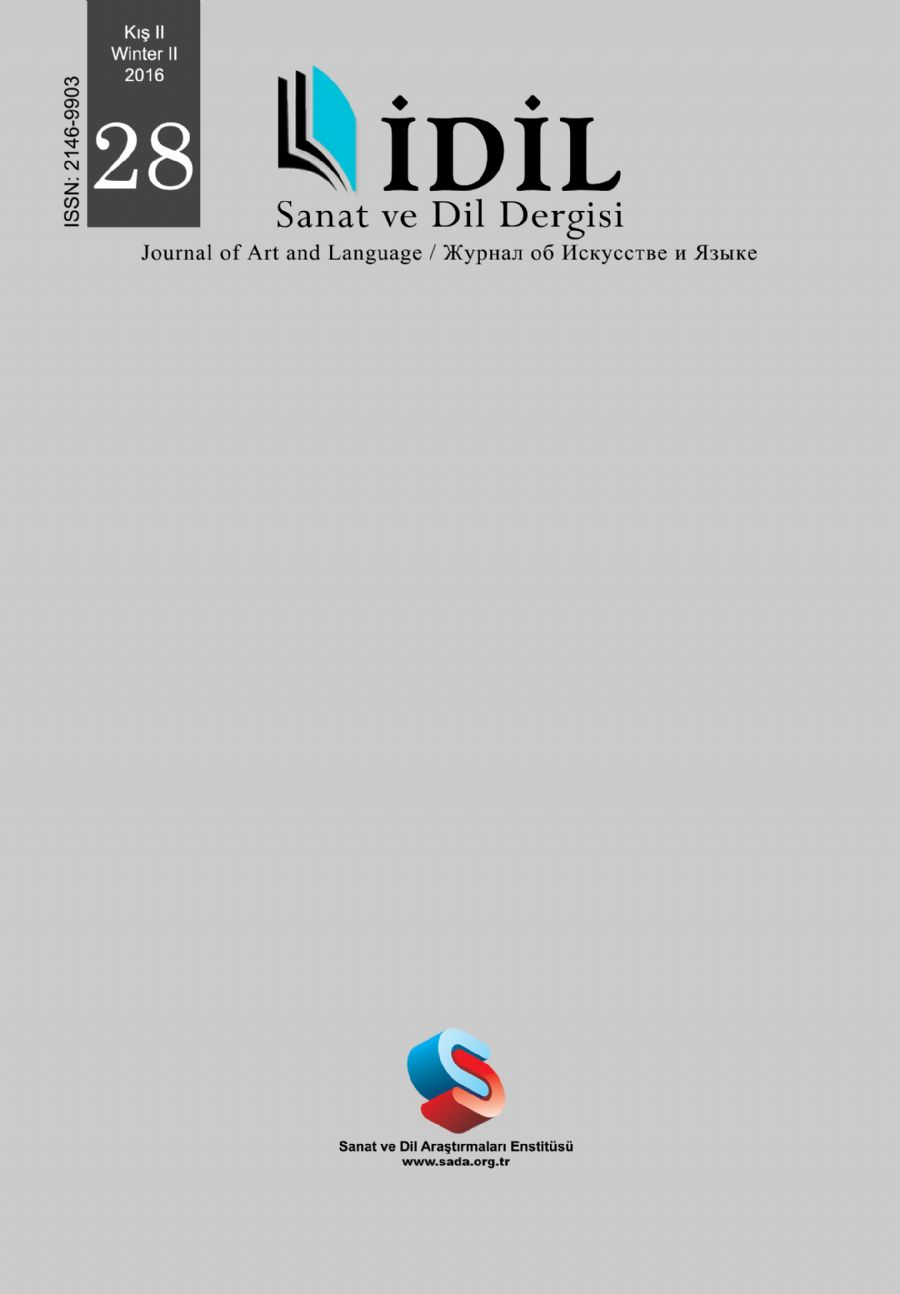 Kış II
Winter II
2016
28
ISSN: 2146-9903
İDİL
Sanat ve Dil Dergisi
Journal of Art and Language / Журнал об Искусстве и Языке
Sanat ve Dil Araştırmaları Enstitüsü
www.sada.org.tr